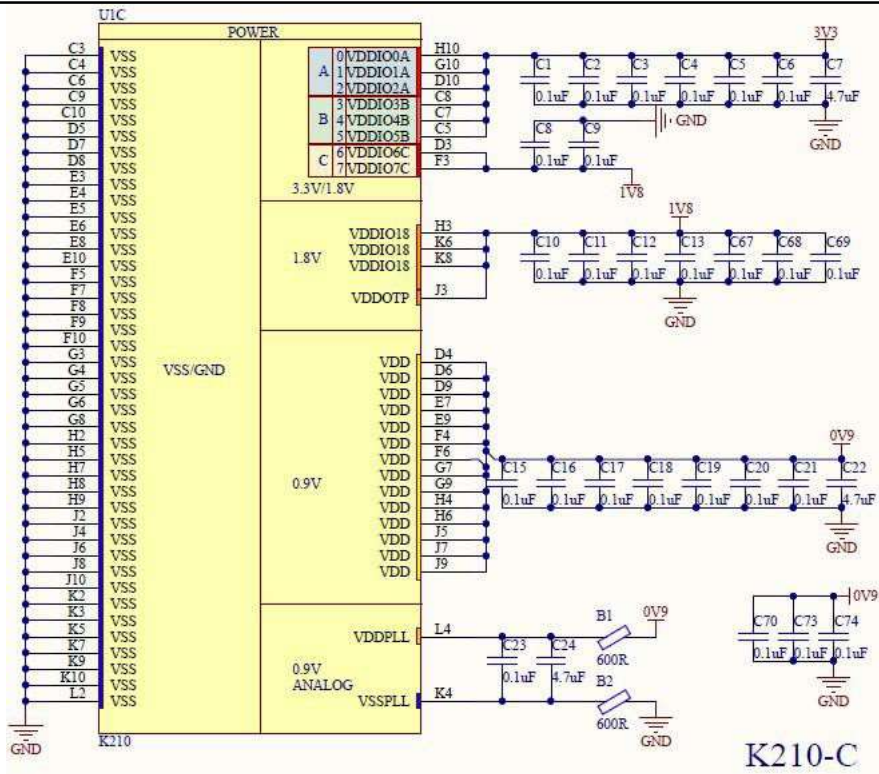 U1C
POWER
C3 VSS
C4 VSS
C6 VSS
C9 VSS
C10 VSS
D5 VSS
D7 VSS
D8 VSS
E3 VSS
E4 VSS
E5 VSS
E6 VSS
E8 VSS
E10 VSS
F5 VSS
F7 VSS
F8 VSS
F9 VSS
F10 VSS
G3 VSS
G4 VSS
G5 VSS
G6 VSS
G8 VSS
H2 VSS
H5 VSS
H7 VSS
H8 VSS
H9 VSS
J2 VSS
J4 VSS
J6 VSS
J8 VSS
J10 VSS
K2 VSS
K3 VSS
K5 VSS
K7 VSS
K9 VSS
K10 VSS
L2 VSS
GND
VSS/GND
K210
A
0 VDDIO0A H10
1 VDDIO1A G10
2 VDDIO2A D10
B
3 VDDIO3B C8
4 VDDIO4B C7
5 VDDIO5B C5
C
6 VDDIO6C D3
7 VDDIO7C F3
3.3V/1.8V
3V3
C1 C2 C3 C4 C5 C6 C7
0.1uF 0.1uF 0.1uF 0.1uF 0.1uF 0.1uF 4.7uF
GND
C8 C9
0.1uF 0.1uF
GND
1V8
1.8V
VDDIO18 H3
VDDIO18 K6
VDDIO18 K8
VDDOTP J3
1V8
C10 C11 C12 C13 C67 C68 C69
0.1uF 0.1uF 0.1uF 0.1uF 0.1uF 0.1uF 0.1uF
GND
0.9V
VDD D4
VDD D6
VDD D9
VDD E7
VDD E9
VDD F4
VDD F6
VDD G7
VDD G9
VDD H4
VDD H6
VDD J5
VDD J7
VDD J9
0V9
C15 C16 C17 C18 C19 C20 C21 C22
0.1uF 0.1uF 0.1uF 0.1uF 0.1uF 0.1uF 0.1uF 4.7uF
GND
0.9V
ANALOG
VDDPLL L4
VSSPLL K4
C23 C24
0.1uF 4.7uF
B1
600R
0V9
B2
600R
GND
0V9
C70 C73 C74
0.1uF 0.1uF 0.1uF
GND
K210-C